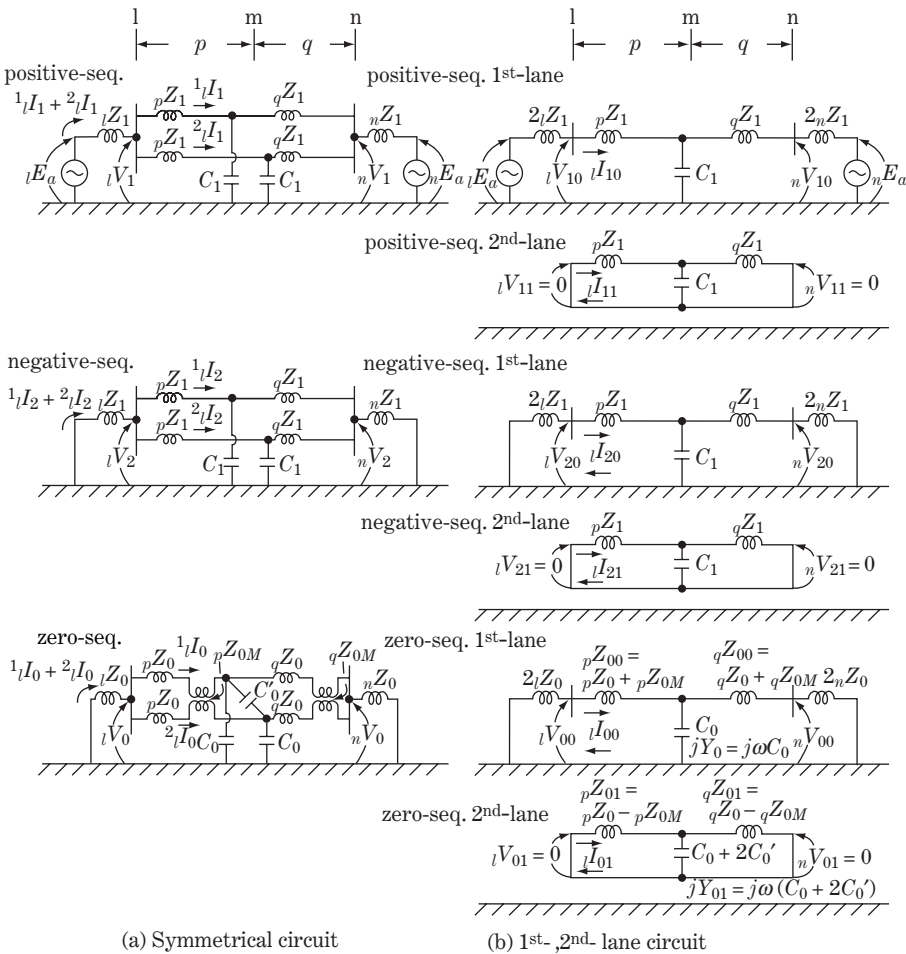 l m n l m n
p q p q
positive-seq. positive-seq. 1st-lane
¹ₗI₁ + ²ₗI₁ ₗZ₁ ₚZ₁ ¹ₗI₁ qZ₁ 2ₗZ₁ ₚZ₁ qZ₁ 2ₙZ₁
ₚZ₁ ²ₗI₁ qZ₁ ₙZ₁
ₗEₐ ₗV₁ C₁ C₁ ₙV₁ ₙEₐ ₗEₐ ₗV₁₀ ₗI₁₀ C₁ ₙV₁₀ ₙEₐ
positive-seq. 2nd-lane
ₚZ₁ qZ₁
ₗV₁₁ = 0 ₗI₁₁ C₁ ₙV₁₁ = 0
negative-seq. negative-seq. 1st-lane
¹ₗI₂ + ²ₗI₂ ₗZ₁ ₚZ₁ ¹ₗI₂ qZ₁ 2ₗZ₁ ₚZ₁ qZ₁ 2ₙZ₁
ₚZ₁ ²ₗI₂ qZ₁ ₙZ₁
ₗV₂ C₁ C₁ ₙV₂ ₗV₂₀ ₗI₂₀ C₁ ₙV₂₀
negative-seq. 2nd-lane
ₚZ₁ qZ₁
ₗV₂₁ = 0 ₗI₂₁ C₁ ₙV₂₁ = 0
zero-seq. zero-seq. 1st-lane
¹ₗI₀ + ²ₗI₀ ₗZ₀ ₚZ₀ ¹ₗI₀ ₚZ₀M qZ₀ qZ₀M ₙZ₀
ₚZ₀₀ = qZ₀₀ =
2ₗZ₀ ₚZ₀ + ₚZ₀M qZ₀ + qZ₀M 2ₙZ₀
ₚZ₀ C′₀ qZ₀
ₗV₀ ²ₗI₀ C₀ C₀ ₙV₀ ₗV₀₀ ₗI₀₀ C₀ ₙV₀₀
jY₀ = jωC₀
zero-seq. 2nd-lane
ₚZ₀₁ = qZ₀₁ =
ₚZ₀ – ₚZ₀M qZ₀ – qZ₀M
ₗV₀₁ = 0 ₗI₀₁ C₀ + 2C₀′ ₙV₀₁ = 0
jY₀₁ = jω (C₀ + 2C₀′)
(a) Symmetrical circuit (b) 1st- ,2nd- lane circuit